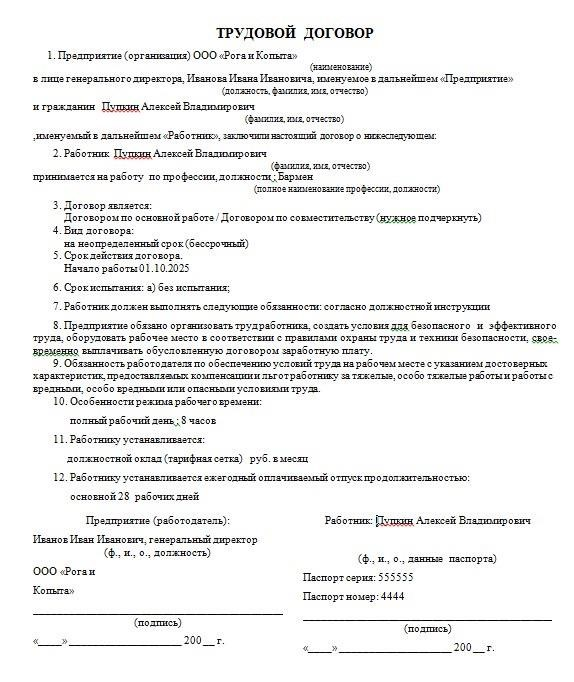 ТРУДОВОЙ ДОГОВОР
1. Предприятие (организация) ООО «Рога и Копыта»
(наименование)
в лице генерального директора, Иванова Ивана Ивановича, именуемое в дальнейшем «Предприятие»
(должность, фамилия, имя, отчество)
и гражданин Пупкин Алексей Владимирович
(фамилия, имя, отчество)
,именуемый в дальнейшем «Работник», заключили настоящий договор о нижеследующем:
2. Работник Пупкин Алексей Владимирович
(фамилия, имя, отчество)
принимается на работу по профессии, должности ; Бармен
(полное наименование профессии, должности)
3. Договор является:
Договором по основной работе / Договором по совместительству (нужное подчеркнуть)
4. Вид договора:
на неопределенный срок (бессрочный)
5. Срок действия договора.
Начало работы 01.10.2025
6. Срок испытания: а) без испытания;
7. Работник должен выполнять следующие обязанности: согласно должностной инструкции
8. Предприятие обязано организовать труд работника, создать условия для безопасного и эффективного
труда, оборудовать рабочее место в соответствии с правилами охраны труда и техники безопасности, свое-
временно выплачивать обусловленную договором заработную плату.
9. Обязанность работодателя по обеспечению условий труда на рабочем месте с указанием достоверных
характеристик, предоставляемых компенсации и льгот работнику за тяжелые, особо тяжелые работы и работы с
вредными, особо вредными или опасными условиями труда.
10. Особенности режима рабочего времени:
полный рабочий день ; 8 часов
11. Работнику устанавливается:
должностной оклад (тарифная сетка) руб. в месяц
12. Работнику устанавливается ежегодный оплачиваемый отпуск продолжительностью:
основной 28 рабочих дней
Предприятие (работодатель):
Иванов Иван Иванович, генеральный директор
(ф., и., о., должность)
ООО «Рога и
Копыта»
(подпись)
«____»____________________ 200__ г.
Работник: Пупкин Алексей Владимирович
(ф., и., о., данные паспорта)
Паспорт серия: 555555
Паспорт номер: 4444
(подпись)
«____»____________________ 200__ г.